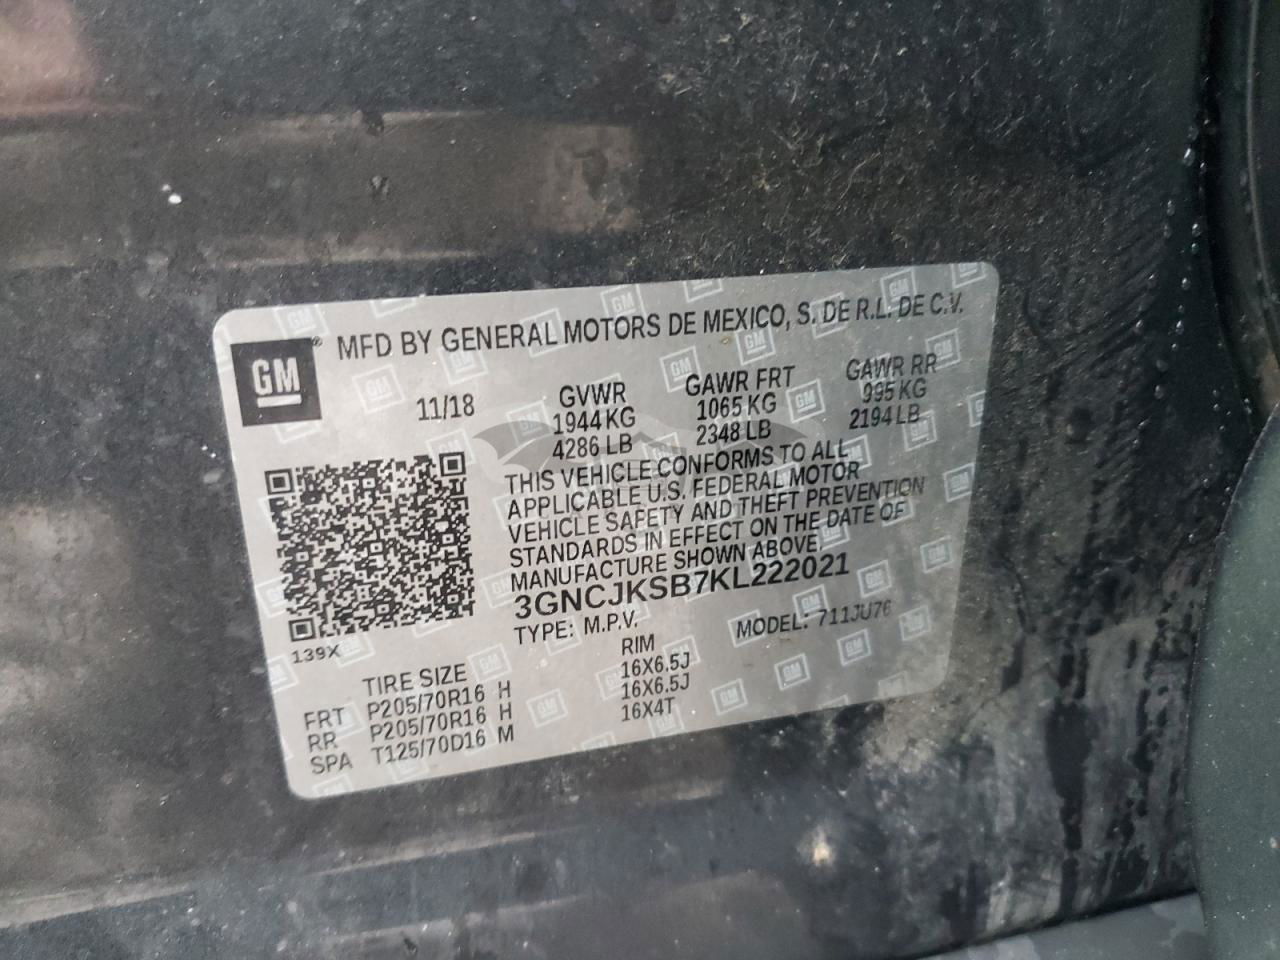 MFD BY GENERAL MOTORS DE MEXICO, S. DE R.L. DE C.V.
GM®
11/18
GVWR GAWR FRT GAWR RR
1944 KG 1065 KG 995 KG
4286 LB 2348 LB 2194 LB
THIS VEHICLE CONFORMS TO ALL
APPLICABLE U.S. FEDERAL MOTOR
VEHICLE SAFETY AND THEFT PREVENTION
STANDARDS IN EFFECT ON THE DATE OF
MANUFACTURE SHOWN ABOVE.
3GNCJKSB7KL222021
TYPE: M.P.V. MODEL: 711JU76
139X
TIRE SIZE RIM
FRT P205/70R16 H 16X6.5J
RR P205/70R16 H 16X6.5J
SPA T125/70D16 M 16X4T